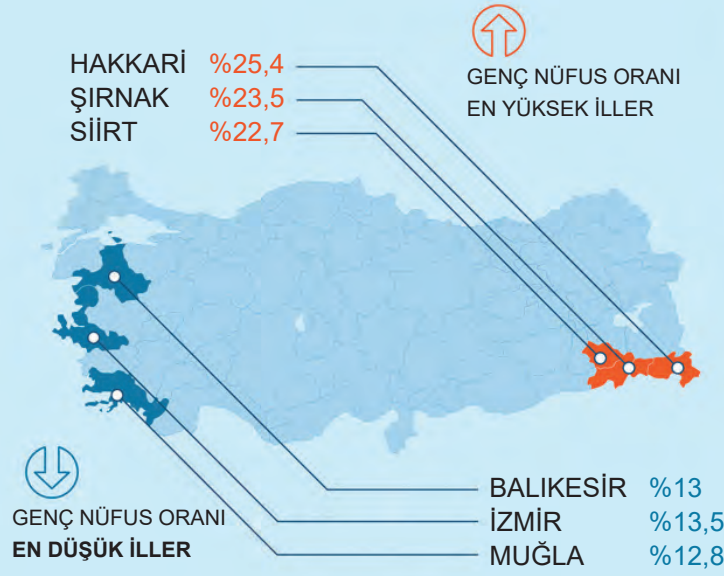 HAKKARİ %25,4
ŞIRNAK %23,5
SİİRT %22,7
GENÇ NÜFUS ORANI
EN YÜKSEK İLLER
GENÇ NÜFUS ORANI
EN DÜŞÜK İLLER
BALIKESİR %13
İZMİR %13,5
MUĞLA %12,8